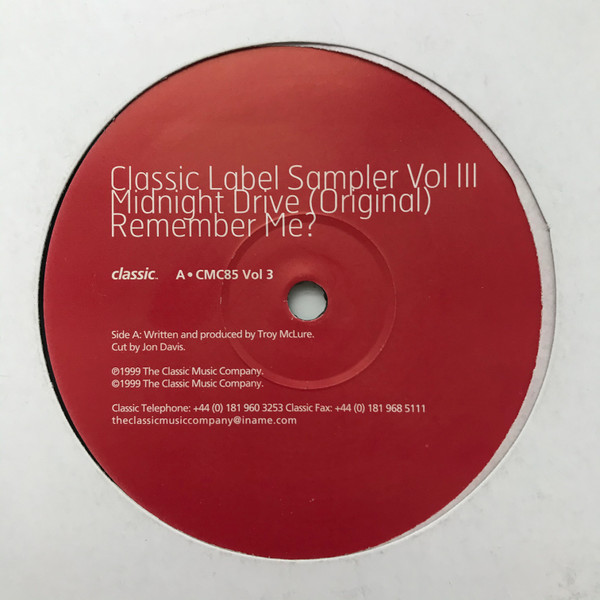 Classic Label Sampler Vol III
Midnight Drive (Original)
Remember Me?
classic™ A • CMC85 Vol 3
Side A: Written and produced by Troy McLure.
Cut by Jon Davis.
℗1999 The Classic Music Company.
©1999 The Classic Music Company.
Classic Telephone: +44 (0) 181 960 3253 Classic Fax: +44 (0) 181 968 5111
theclassicmusiccompany@iname.com